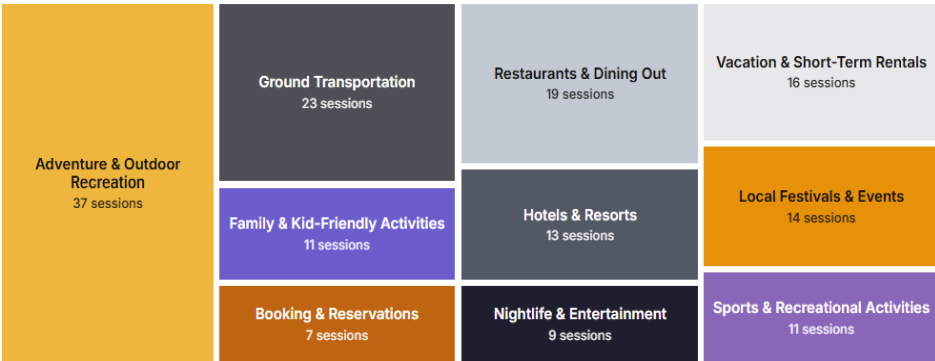 Adventure & Outdoor
Recreation
37 sessions
Ground Transportation
23 sessions
Family & Kid-Friendly Activities
11 sessions
Booking & Reservations
7 sessions
Restaurants & Dining Out
19 sessions
Hotels & Resorts
13 sessions
Nightlife & Entertainment
9 sessions
Vacation & Short-Term Rentals
16 sessions
Local Festivals & Events
14 sessions
Sports & Recreational Activities
11 sessions